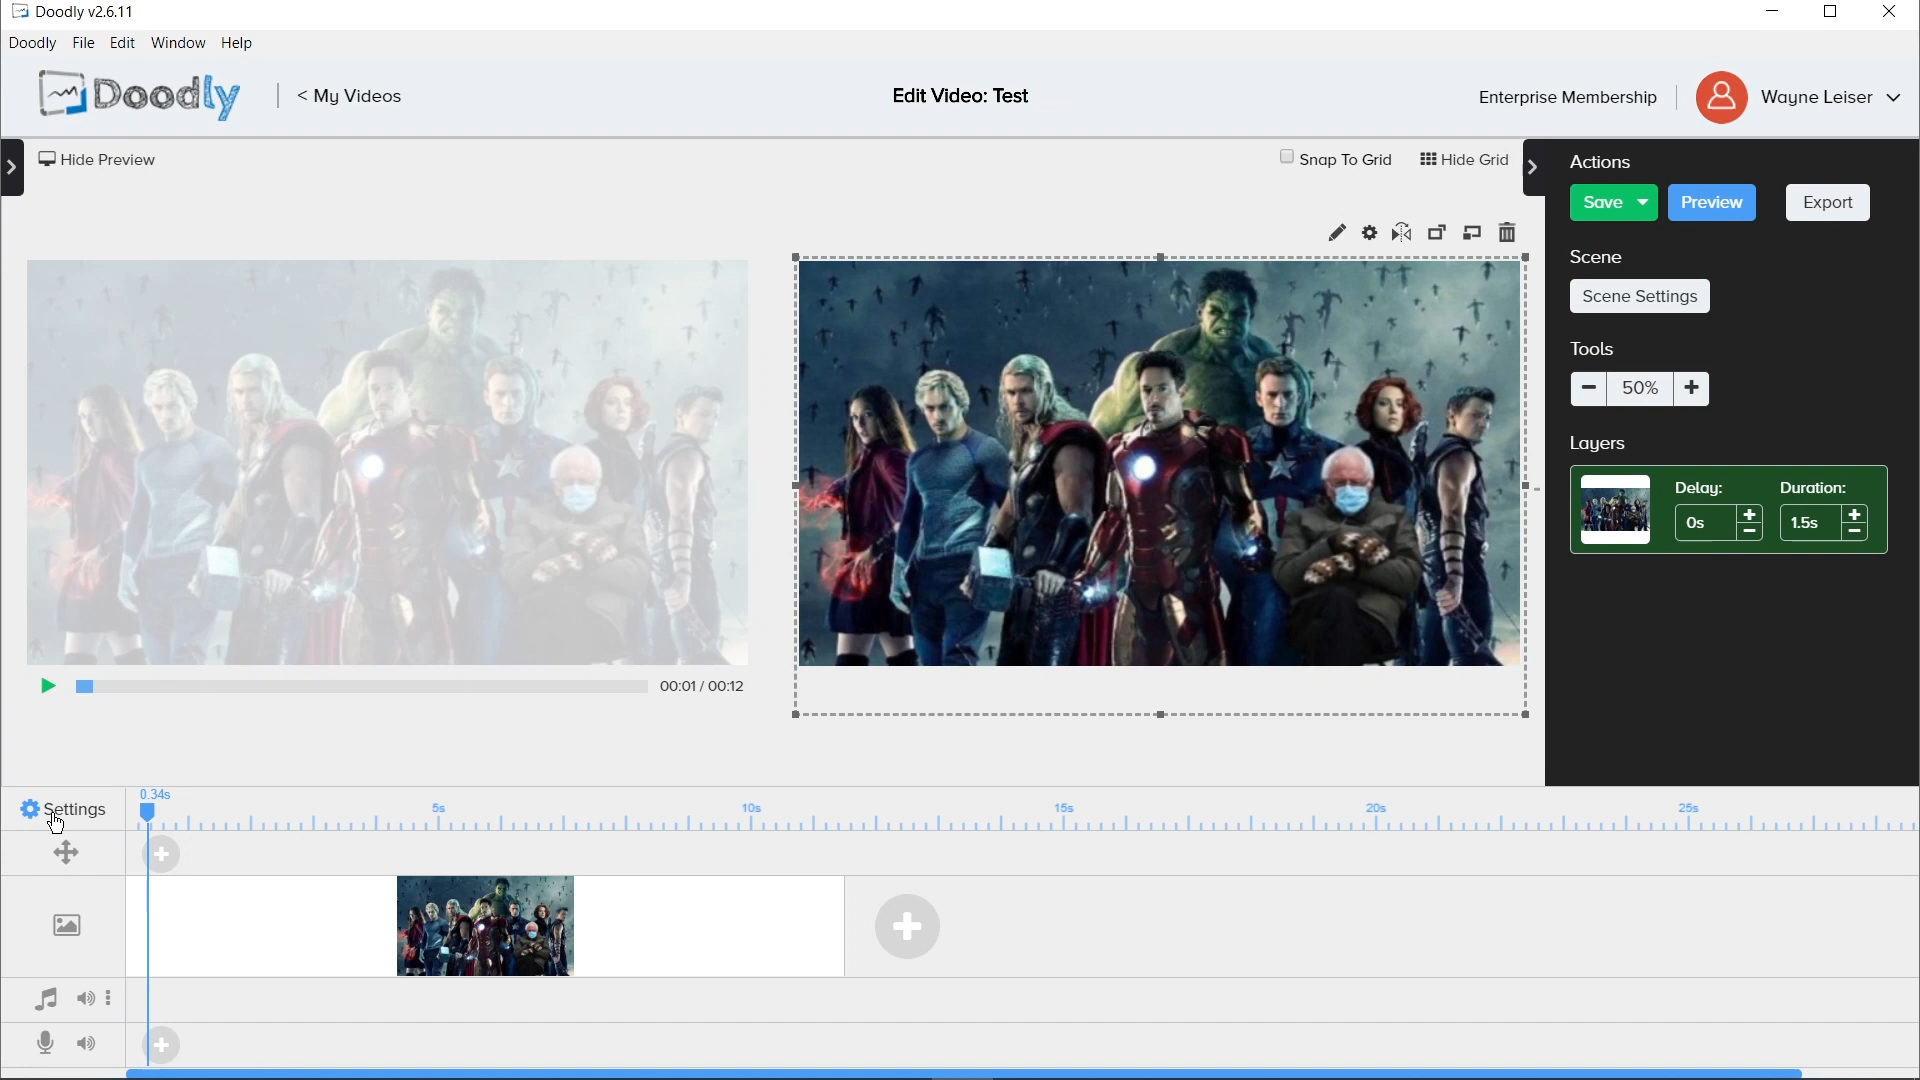 Doodly v2.6.11
Doodly File Edit Window Help
Doodly < My Videos Edit Video: Test Enterprise Membership Wayne Leiser
Hide Preview Snap To Grid Hide Grid Actions
Save Preview Export
Scene
Scene Settings
Tools
50%
Layers
Delay: Duration:
0s 1.5s
00:01 / 00:12
0.34s
Settings 5s 10s 15s 20s 25s